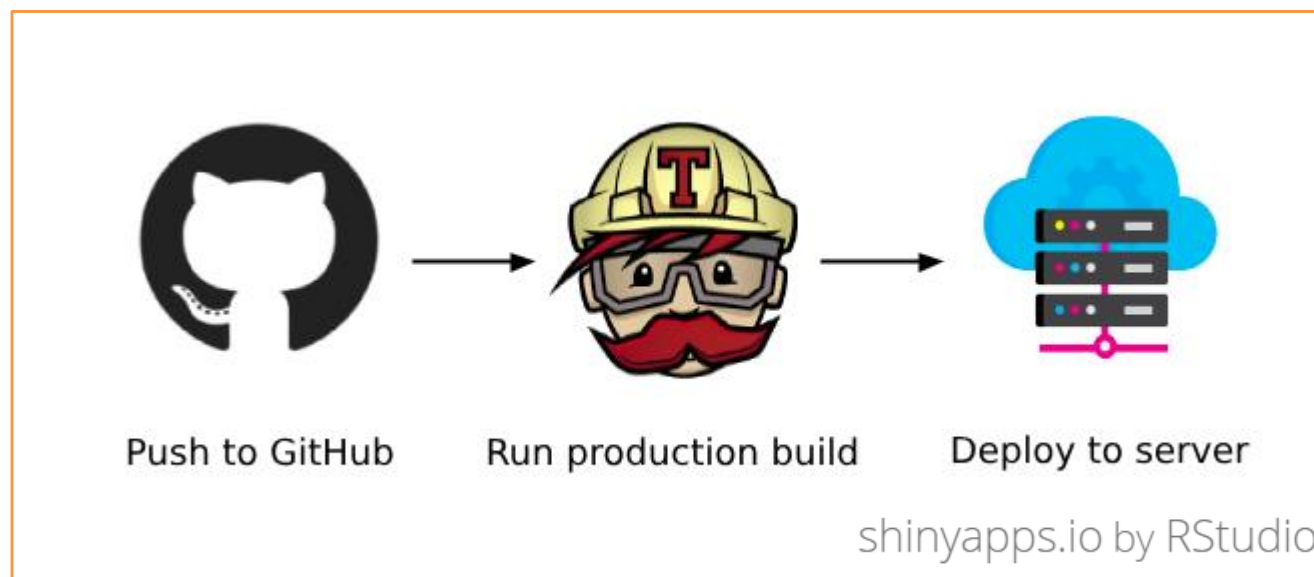 T
Push to GitHub
Run production build
Deploy to server
shinyapps.io by RStudio